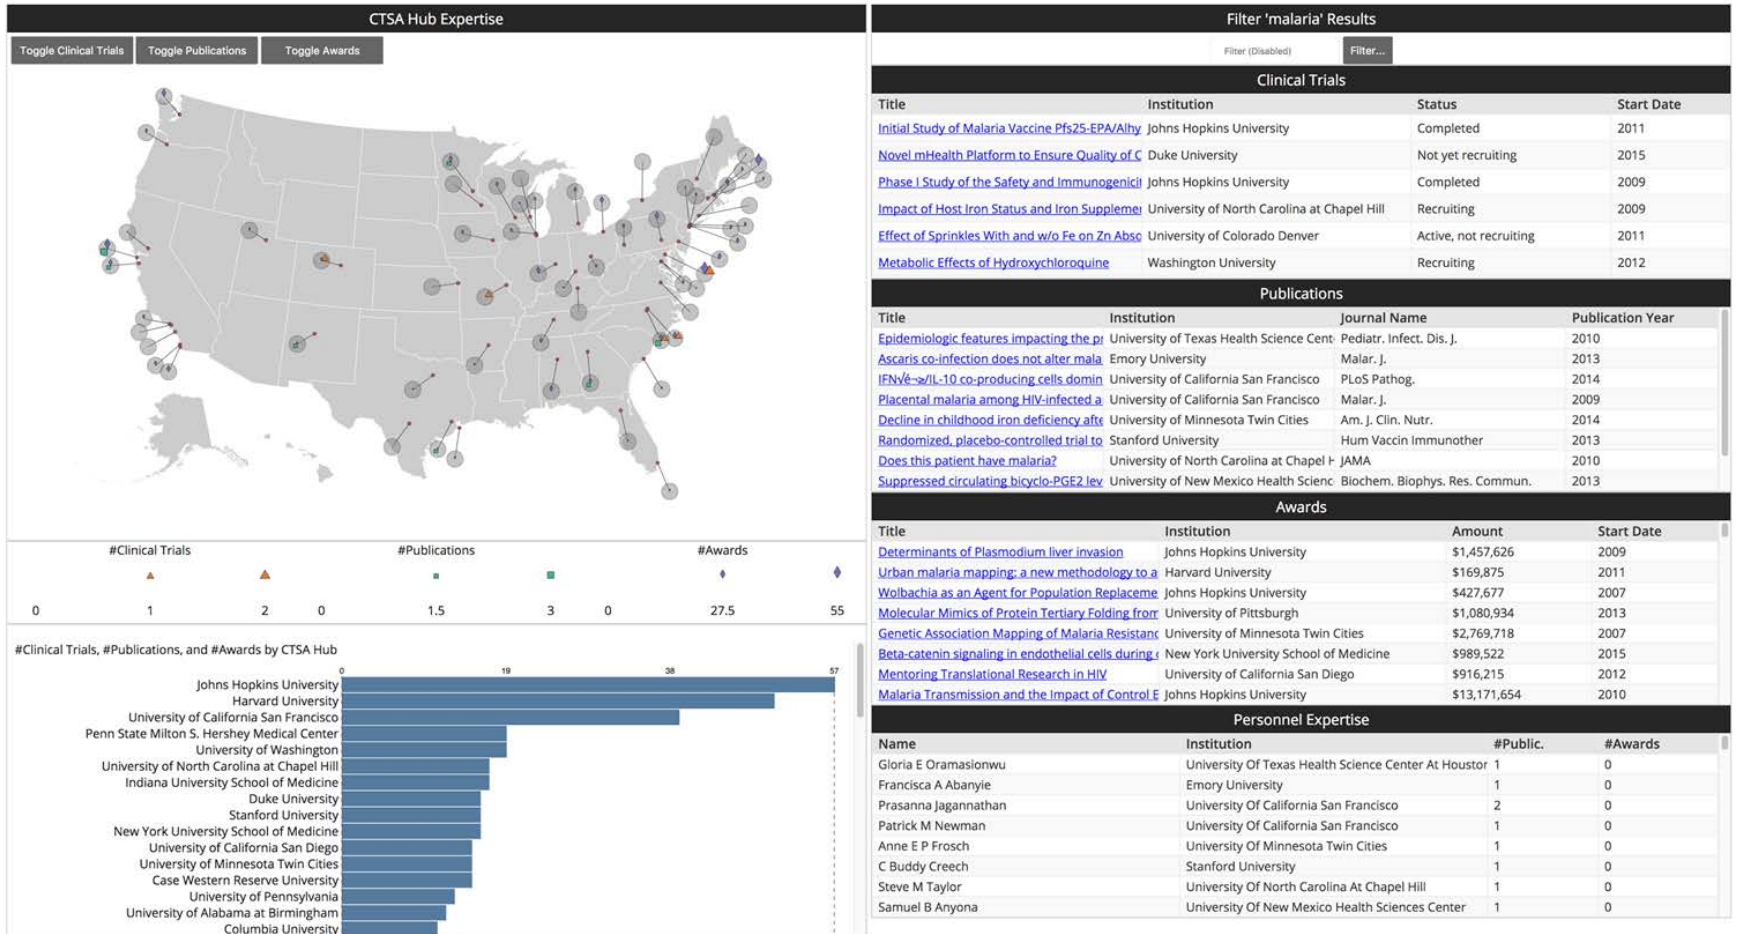 CTSA Hub Expertise
Toggle Clinical Trials Toggle Publications Toggle Awards
#Clinical Trials #Publications #Awards
0 1 2 0 1.5 3 0 27.5 55
#Clinical Trials, #Publications, and #Awards by CTSA Hub
0 19 38 57
Johns Hopkins University
Harvard University
University of California San Francisco
Penn State Milton S. Hershey Medical Center
University of Washington
University of North Carolina at Chapel Hill
Indiana University School of Medicine
Duke University
Stanford University
New York University School of Medicine
University of California San Diego
University of Minnesota Twin Cities
Case Western Reserve University
University of Pennsylvania
University of Alabama at Birmingham
Columbia University
Filter 'malaria' Results
Filter (Disabled) Filter...
Clinical Trials
Title Institution Status Start Date
Initial Study of Malaria Vaccine Pfs25-EPA/Alhy Johns Hopkins University Completed 2011
Novel mHealth Platform to Ensure Quality of C Duke University Not yet recruiting 2015
Phase I Study of the Safety and Immunogenicit Johns Hopkins University Completed 2009
Impact of Host Iron Status and Iron Supplemer University of North Carolina at Chapel Hill Recruiting 2009
Effect of Sprinkles With and w/o Fe on Zn Abso University of Colorado Denver Active, not recruiting 2011
Metabolic Effects of Hydroxychloroquine Washington University Recruiting 2012
Publications
Title Institution Journal Name Publication Year
Epidemiologic features impacting the pr University of Texas Health Science Cent Pediatr. Infect. Dis. J. 2010
Ascaris co-infection does not alter mala Emory University Malar. J. 2013
IFN√é¬≥/IL-10 co-producing cells domin University of California San Francisco PLoS Pathog. 2014
Placental malaria among HIV-infected a University of California San Francisco Malar. J. 2009
Decline in childhood iron deficiency afte University of Minnesota Twin Cities Am. J. Clin. Nutr. 2014
Randomized, placebo-controlled trial to Stanford University Hum Vaccin Immunother 2013
Does this patient have malaria? University of North Carolina at Chapel H JAMA 2010
Suppressed circulating bicyclo-PGE2 lev University of New Mexico Health Scienc Biochem. Biophys. Res. Commun. 2013
Awards
Title Institution Amount Start Date
Determinants of Plasmodium liver invasion Johns Hopkins University $1,457,626 2009
Urban malaria mapping: a new methodology to a Harvard University $169,875 2011
Wolbachia as an Agent for Population Replaceme Johns Hopkins University $427,677 2007
Molecular Mimics of Protein Tertiary Folding from University of Pittsburgh $1,080,934 2013
Genetic Association Mapping of Malaria Resistanc University of Minnesota Twin Cities $2,769,718 2007
Beta-catenin signaling in endothelial cells during c New York University School of Medicine $989,522 2015
Mentoring Translational Research in HIV University of California San Diego $916,215 2012
Malaria Transmission and the Impact of Control E Johns Hopkins University $13,171,654 2010
Personnel Expertise
Name Institution #Public. #Awards
Gloria E Oramasionwu University Of Texas Health Science Center At Houstor 1 0
Francisca A Abanyie Emory University 1 0
Prasanna Jagannathan University Of California San Francisco 2 0
Patrick M Newman University Of California San Francisco 1 0
Anne E P Frosch University Of Minnesota Twin Cities 1 0
C Buddy Creech Stanford University 1 0
Steve M Taylor University Of North Carolina At Chapel Hill 1 0
Samuel B Anyona University Of New Mexico Health Sciences Center 1 0